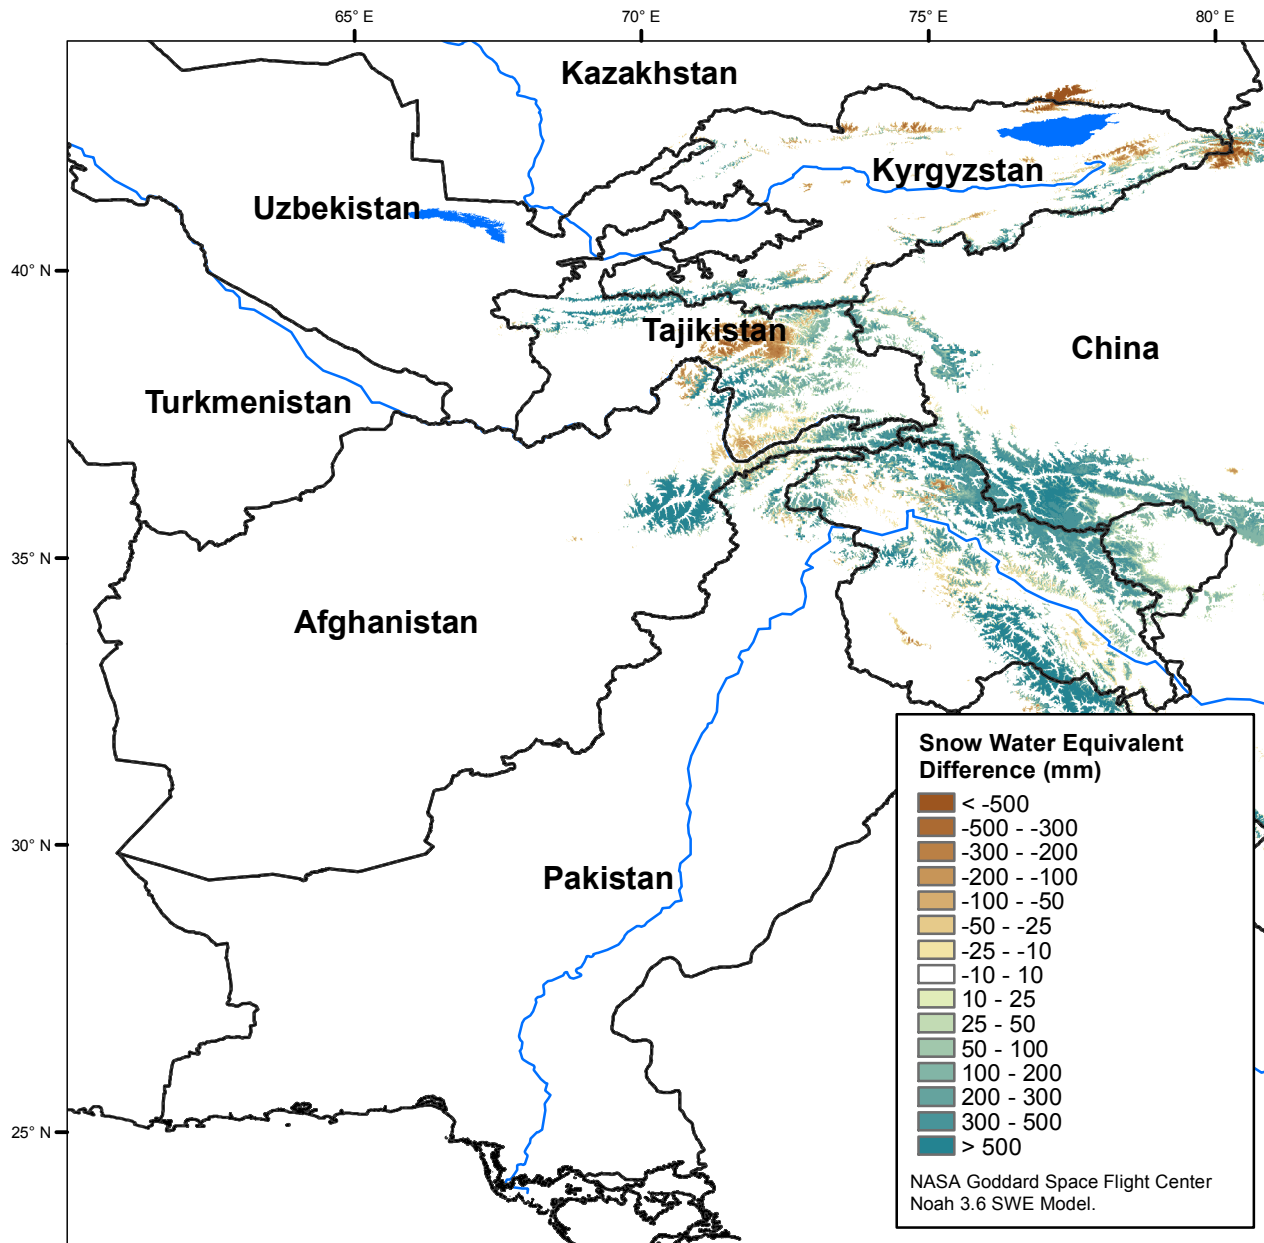 65° E
70° E
75° E
80° E
Kazakhstan
Kyrgyzstan
Uzbekistan
40° N
Tajikistan
China
Turkmenistan
35° N
Afghanistan
Snow Water Equivalent
Difference (mm)
< -500
-500 - -300
-300 - -200
-200 - -100
-100 - -50
-50 - -25
-25 - -10
-10 - 10
10 - 25
25 - 50
50 - 100
100 - 200
200 - 300
300 - 500
> 500
30° N
Pakistan
25° N
NASA Goddard Space Flight Center
Noah 3.6 SWE Model.